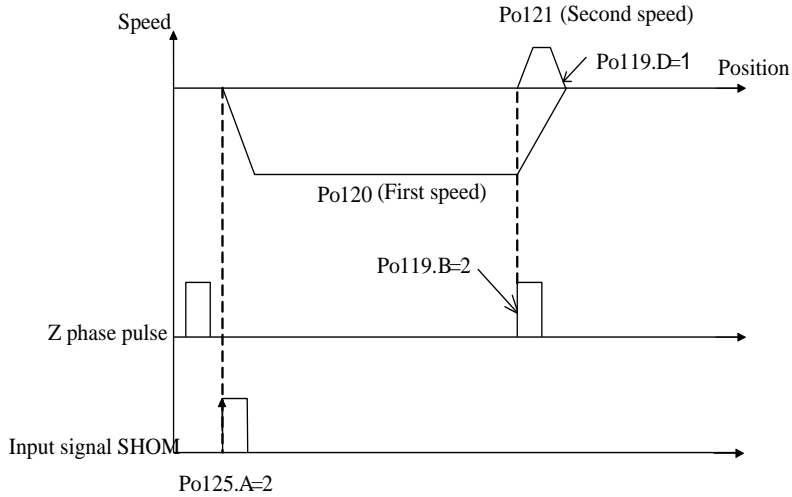 Po121 (Second speed)
Speed
Po119.D=1
Position
Po120 (First speed)
Po119.B=2
Z phase pulse
Input signal SHOM
Po125.A=2